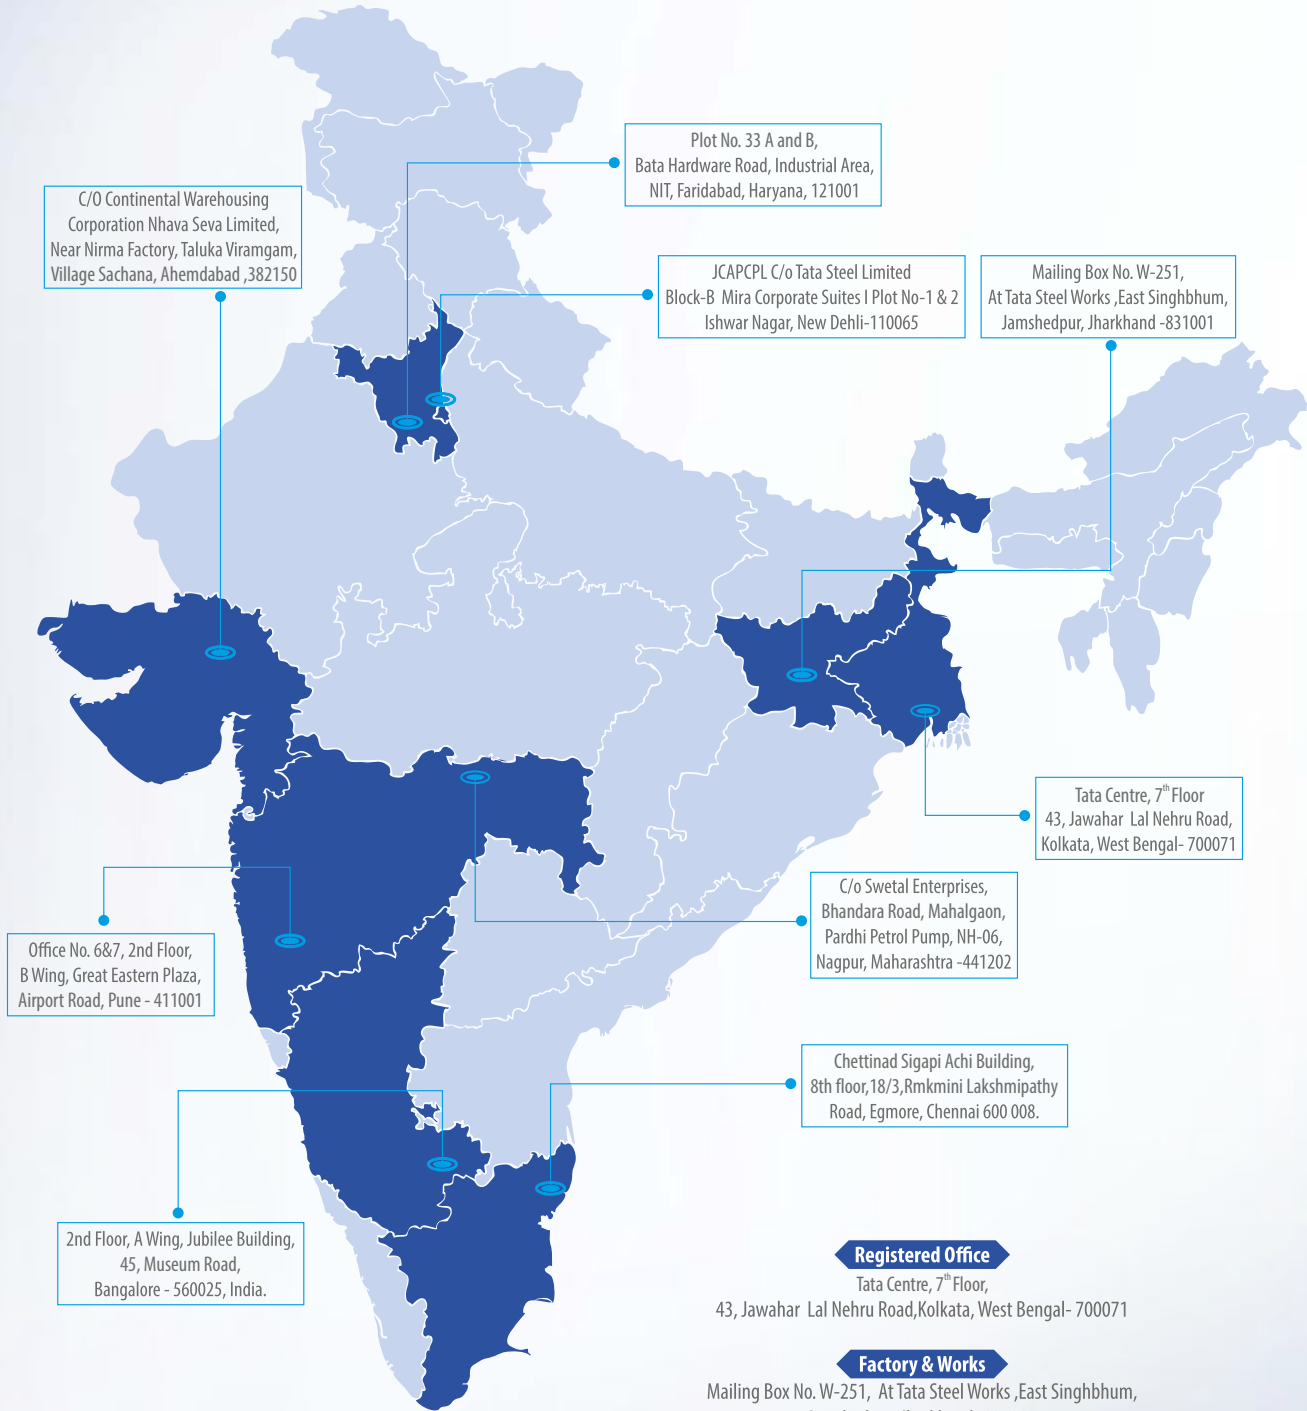 Plot No. 33 A and B,
Bata Hardware Road, Industrial Area,
NIT, Faridabad, Haryana, 121001
C/O Continental Warehousing
Corporation Nhava Seva Limited,
Near Nirma Factory, Taluka Viramgam,
Village Sachana, Ahemdabad ,382150
JCAPCPL C/o Tata Steel Limited
Block-B Mira Corporate Suites I Plot No-1 & 2
Ishwar Nagar, New Dehli-110065
Mailing Box No. W-251,
At Tata Steel Works ,East Singhbhum,
Jamshedpur, Jharkhand -831001
Tata Centre, 7th Floor
43, Jawahar Lal Nehru Road,
Kolkata, West Bengal- 700071
C/o Swetal Enterprises,
Bhandara Road, Mahalgaon,
Pardhi Petrol Pump, NH-06,
Nagpur, Maharashtra -441202
Office No. 6&7, 2nd Floor,
B Wing, Great Eastern Plaza,
Airport Road, Pune - 411001
Chettinad Sigapi Achi Building,
8th floor,18/3,Rmkmini Lakshmipathy
Road, Egmore, Chennai 600 008.
2nd Floor, A Wing, Jubilee Building,
45, Museum Road,
Bangalore - 560025, India.
Registered Office
Tata Centre, 7th Floor,
43, Jawahar Lal Nehru Road,Kolkata, West Bengal- 700071
Factory & Works
Mailing Box No. W-251, At Tata Steel Works ,East Singhbhum,